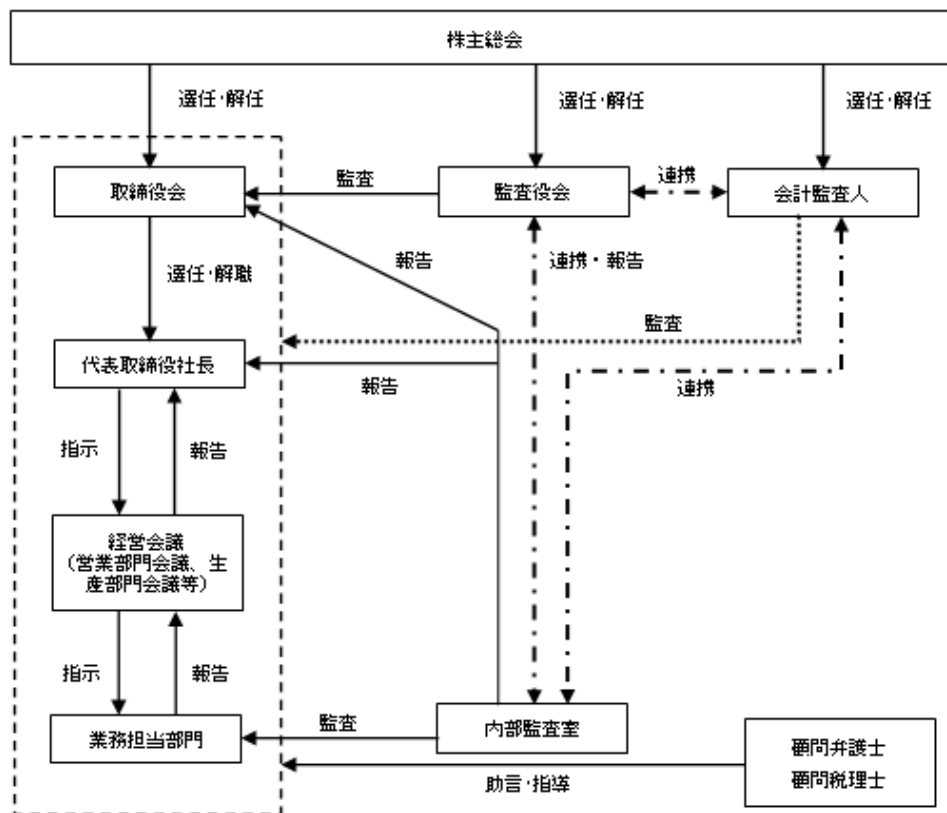 株主総会
選任・解任
選任・解任
選任・解任
取締役会
監査
監査役会
連携
会計監査人
選任・解職
報告
連携・報告
監査
代表取締役社長
報告
連携
指示
報告
経営会議
(営業部門会議、生
産部門会議等)
指示
報告
業務担当部門
監査
内部監査室
助言・指導
顧問弁護士
顧問税理士